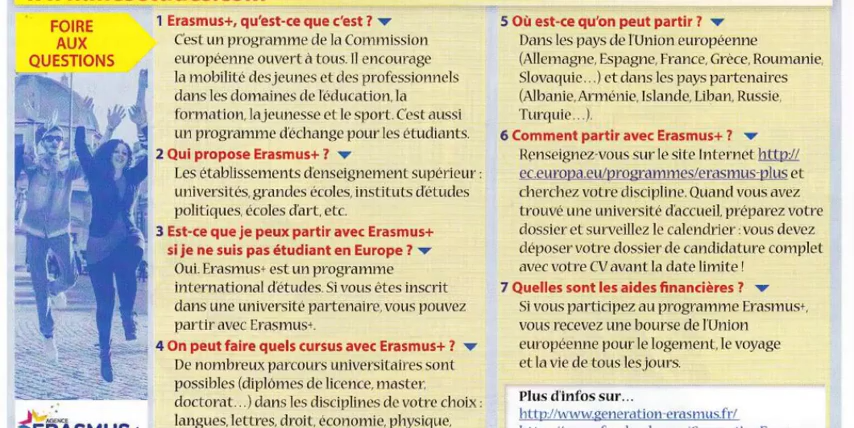 FOIRE
AUX
QUESTIONS
1 Erasmus+, qu'est-ce que c'est ?
C'est un programme de la Commission
européenne ouvert à tous. Il encourage
la mobilité des jeunes et des professionnels
dans les domaines de l'éducation, la
formation, la jeunesse et le sport. C'est aussi
un programme d'échange pour les étudiants.
2 Qui propose Erasmus+ ?
Les établissements d'enseignement supérieur :
universités, grandes écoles, instituts d'études
politiques, écoles d'art, etc.
3 Est-ce que je peux partir avec Erasmus+
si je ne suis pas étudiant en Europe ?
Oui. Erasmus+ est un programme
international d'études. Si vous êtes inscrit
dans une université partenaire, vous pouvez
partir avec Erasmus+.
4 On peut faire quels cursus avec Erasmus+ ?
De nombreux parcours universitaires sont
possibles (diplômes de licence, master,
doctorat…) dans les disciplines de votre choix :
langues, lettres, droit, économie, physique,
5 Où est-ce qu'on peut partir ?
Dans les pays de l'Union européenne
(Allemagne, Espagne, France, Grèce, Roumanie,
Slovaquie…) et dans les pays partenaires
(Albanie, Arménie, Islande, Liban, Russie,
Turquie…).
6 Comment partir avec Erasmus+ ?
Renseignez-vous sur le site Internet http://
ec.europa.eu/programmes/erasmus-plus et
cherchez votre discipline. Quand vous avez
trouvé une université d'accueil, préparez votre
dossier et surveillez le calendrier : vous devez
déposer votre dossier de candidature complet
avec votre CV avant la date limite !
7 Quelles sont les aides financières ?
Si vous participez au programme Erasmus+,
vous recevez une bourse de l'Union
européenne pour le logement, le voyage
et la vie de tous les jours.
Plus d'infos sur…
http://www.generation-erasmus.fr/
AGENCE
ERASMUS+